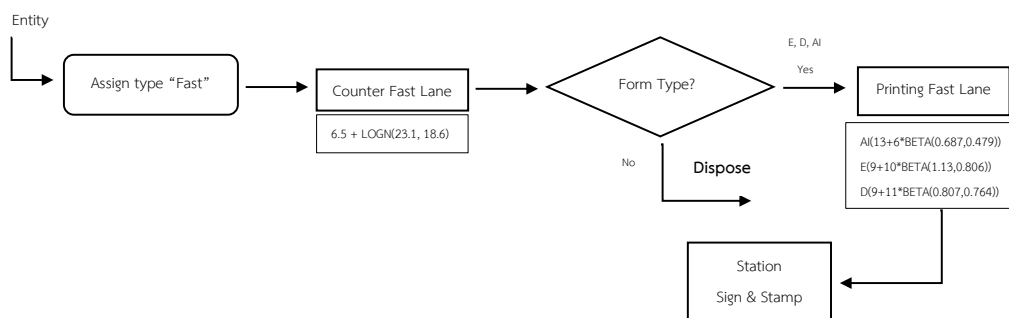 Entity
Assign type “Fast”
Counter Fast Lane
6.5 + LOGN(23.1, 18.6)
Form Type?
E, D, AI
Yes
No
Dispose
Printing Fast Lane
AI(13+6*BETA(0.687,0.479))
E(9+10*BETA(1.13,0.806))
D(9+11*BETA(0.807,0.764))
Station
Sign & Stamp